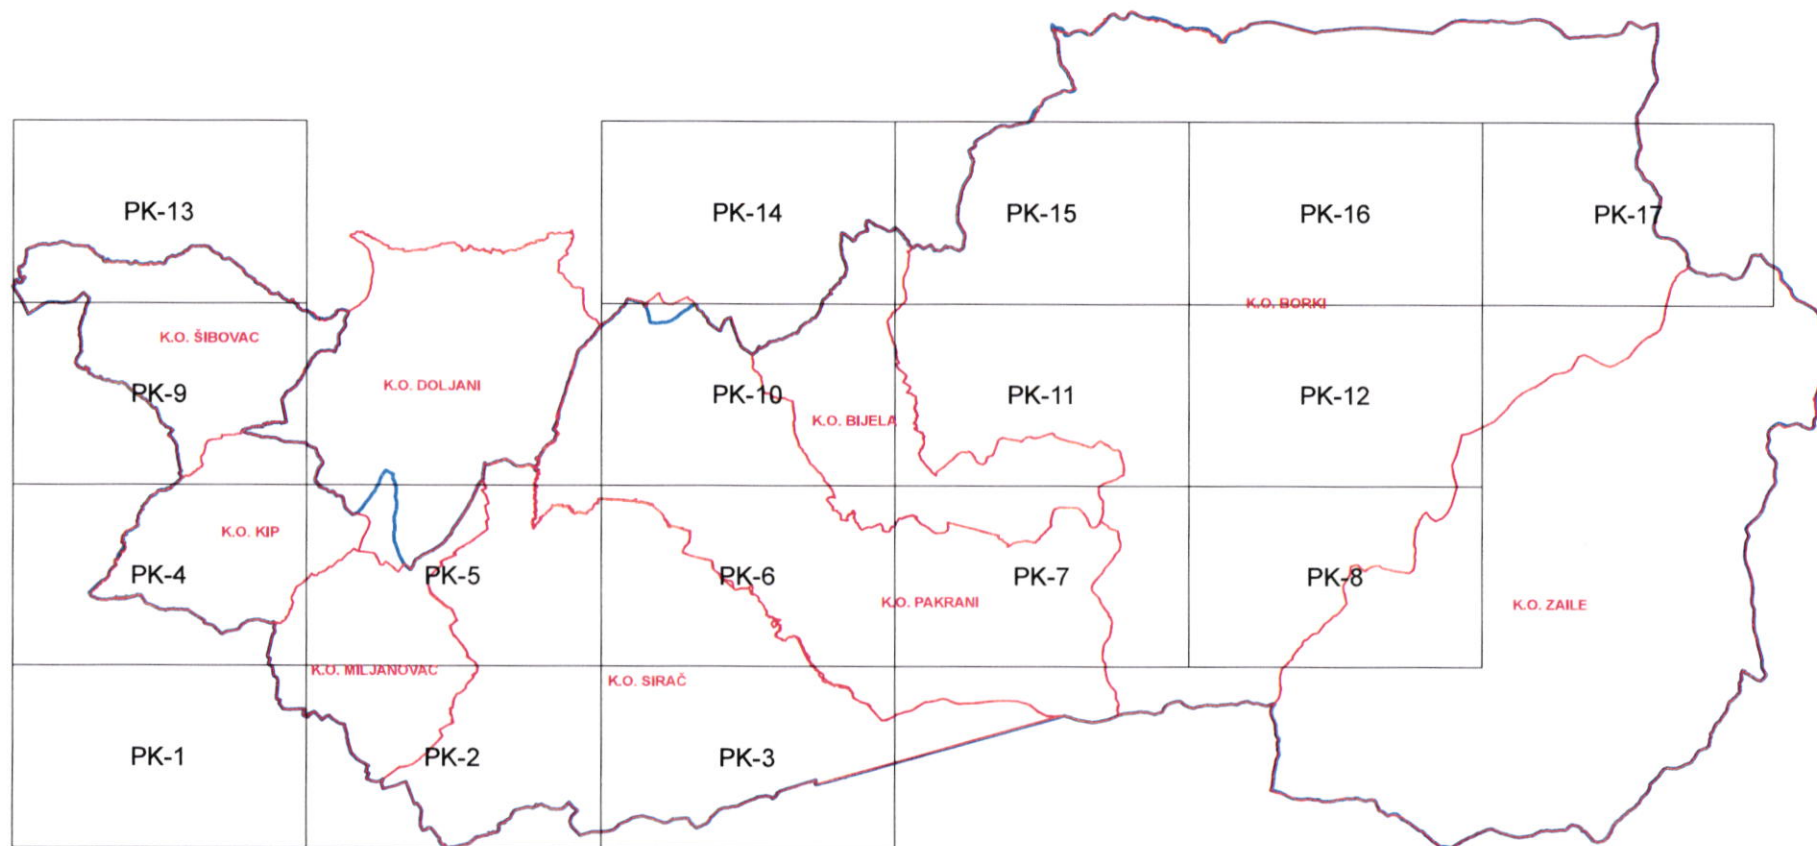 PK-13
PK-14
PK-15
PK-16
PK-17
K.O. BORKI
K.O. ŠIBOVAC
K.O. DOLJANI
PK-9
PK-10
PK-11
PK-12
K.O. BIJELA
K.O. KIP
PK-4
PK-5
PK-6
PK-7
PK-8
K.O. PAKRANI
K.O. ZAILE
K.O. MILJANOVAC
K.O. SIRAČ
PK-1
PK-2
PK-3